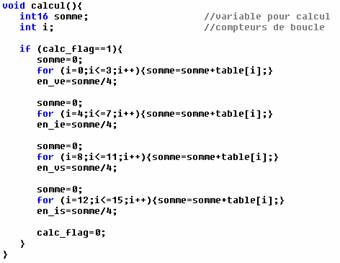 void calcul(){
int16 somme; //variable pour calcul
int i; //compteurs de boucle
if (calc_flag==1){
somme=0;
for (i=0;i<=3;i++){somme=somme+table[i];}
en_ve=somme/4;
somme=0;
for (i=4;i<=7;i++){somme=somme+table[i];}
en_ie=somme/4;
somme=0;
for (i=8;i<=11;i++){somme=somme+table[i];}
en_vs=somme/4;
somme=0;
for (i=12;i<=15;i++){somme=somme+table[i];}
en_is=somme/4;
calc_flag=0;
}
}